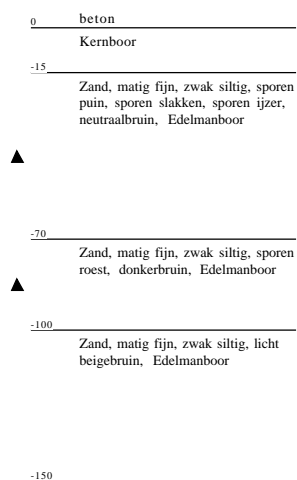 0 beton
Kernboor
-15
Zand, matig fijn, zwak siltig, sporen
puin, sporen slakken, sporen ijzer,
neutraalbruin, Edelmanboor
-70
Zand, matig fijn, zwak siltig, sporen
roest, donkerbruin, Edelmanboor
-100
Zand, matig fijn, zwak siltig, licht
beigebruin, Edelmanboor
-150